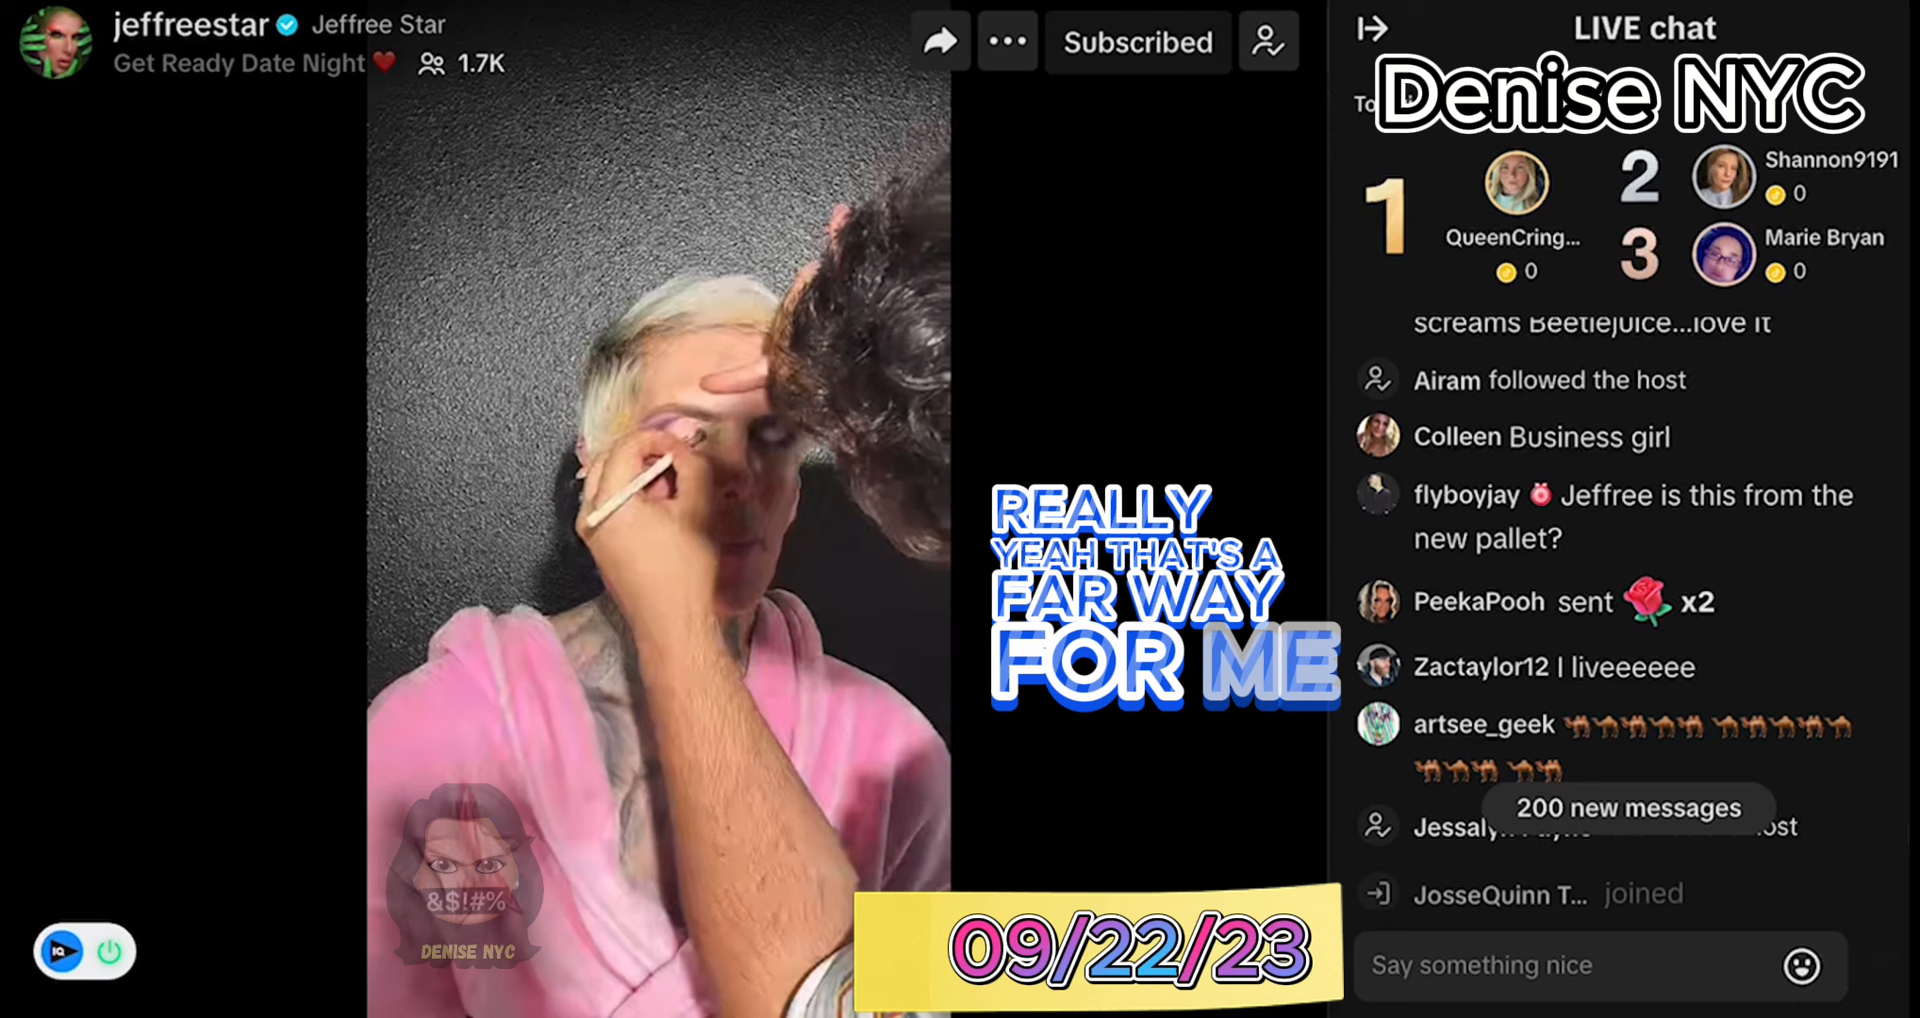 jeffreestar Jeffree Star
Get Ready Date Night 1.7K
Subscribed
LIVE chat
Denise NYC
1
QueenCring...
0
2 Shannon9191
0
3 Marie Bryan
0
screams Beetlejuice...love it
Airam followed the host
Colleen Business girl
flyboyjay Jeffree is this from the
new pallet?
PeekaPooh sent x2
Zactaylor12 I liveeeeee
artsee_geek
200 new messages
JosseQuinn T... joined
Say something nice
REALLY
YEAH THAT'S A
FAR WAY
FOR ME
&$!#%
DENISE NYC
09/22/23
IQ